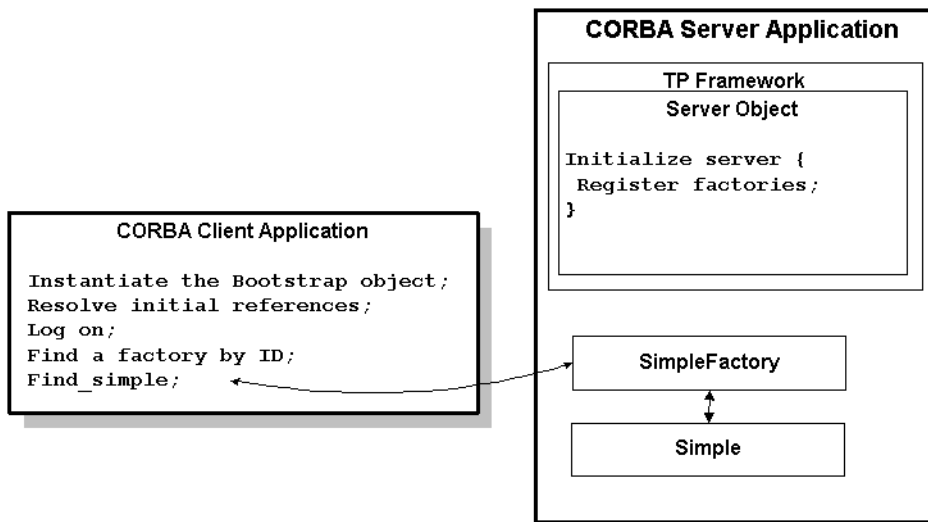 CORBA Server Application
TP Framework
Server Object
Initialize server {
Register factories;
}
CORBA Client Application
Instantiate the Bootstrap object;
Resolve initial references;
Log on;
Find a factory by ID;
Find_simple;
SimpleFactory
Simple